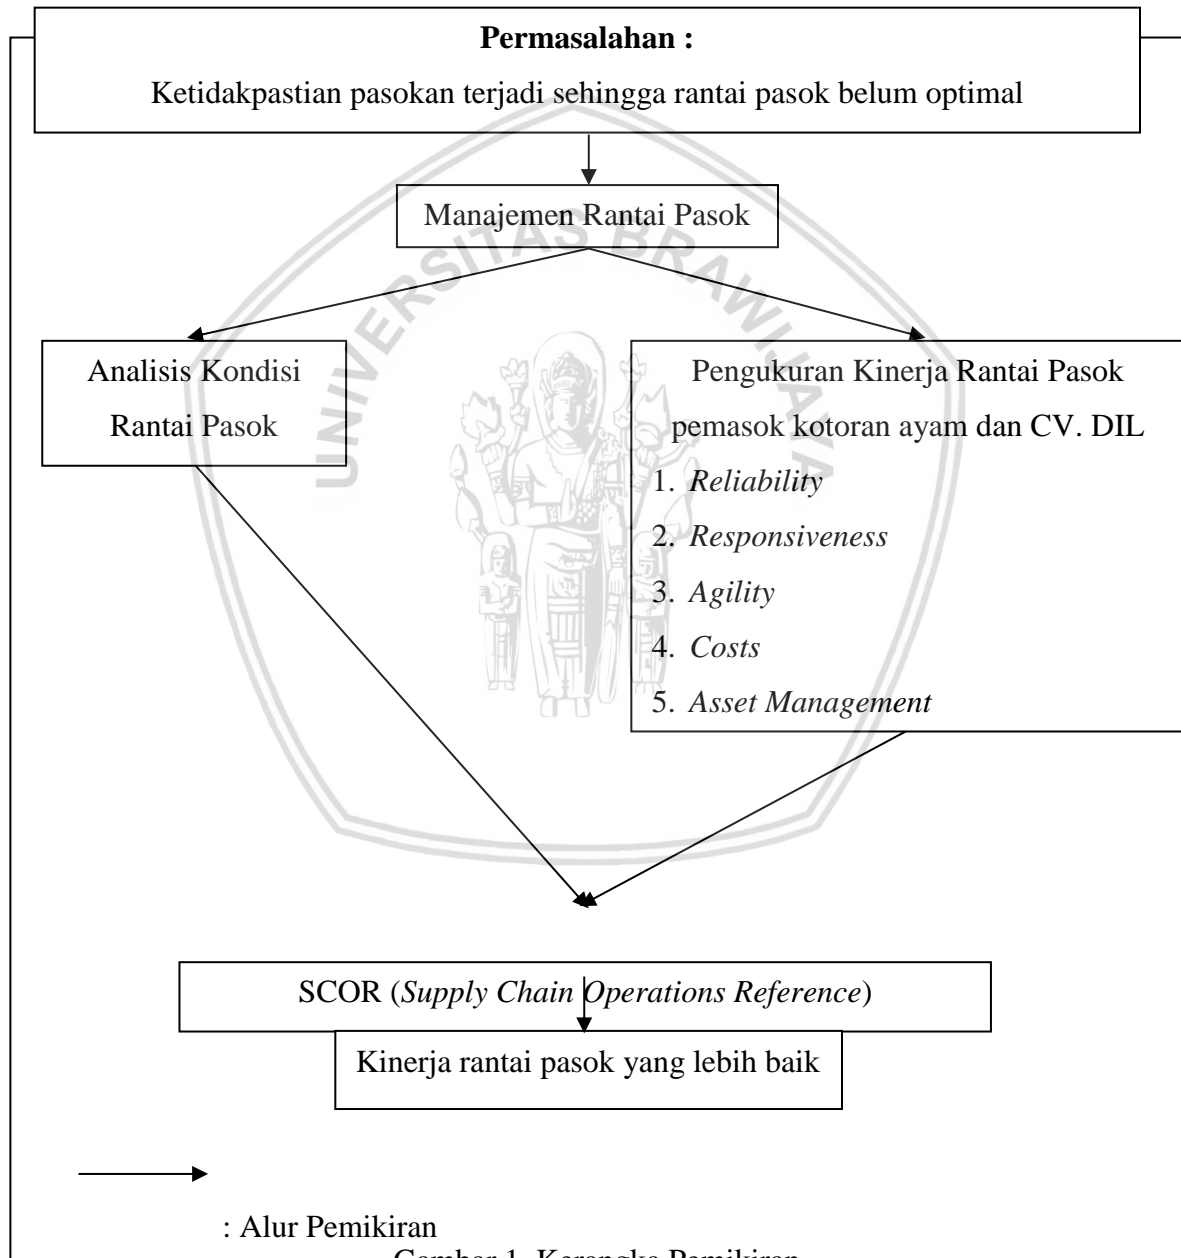 Permasalahan :
Ketidakpastian pasokan terjadi sehingga rantai pasok belum optimal
Manajemen Rantai Pasok
UNIVERSITAS BRAWIJAYA
Analisis Kondisi
Rantai Pasok
Pengukuran Kinerja Rantai Pasok
pemasok kotoran ayam dan CV. DIL
1. Reliability
2. Responsiveness
3. Agility
4. Costs
5. Asset Management
SCOR (Supply Chain Operations Reference)
Kinerja rantai pasok yang lebih baik
: Alur Pemikiran
Gambar 1. Kerangka Pemikiran